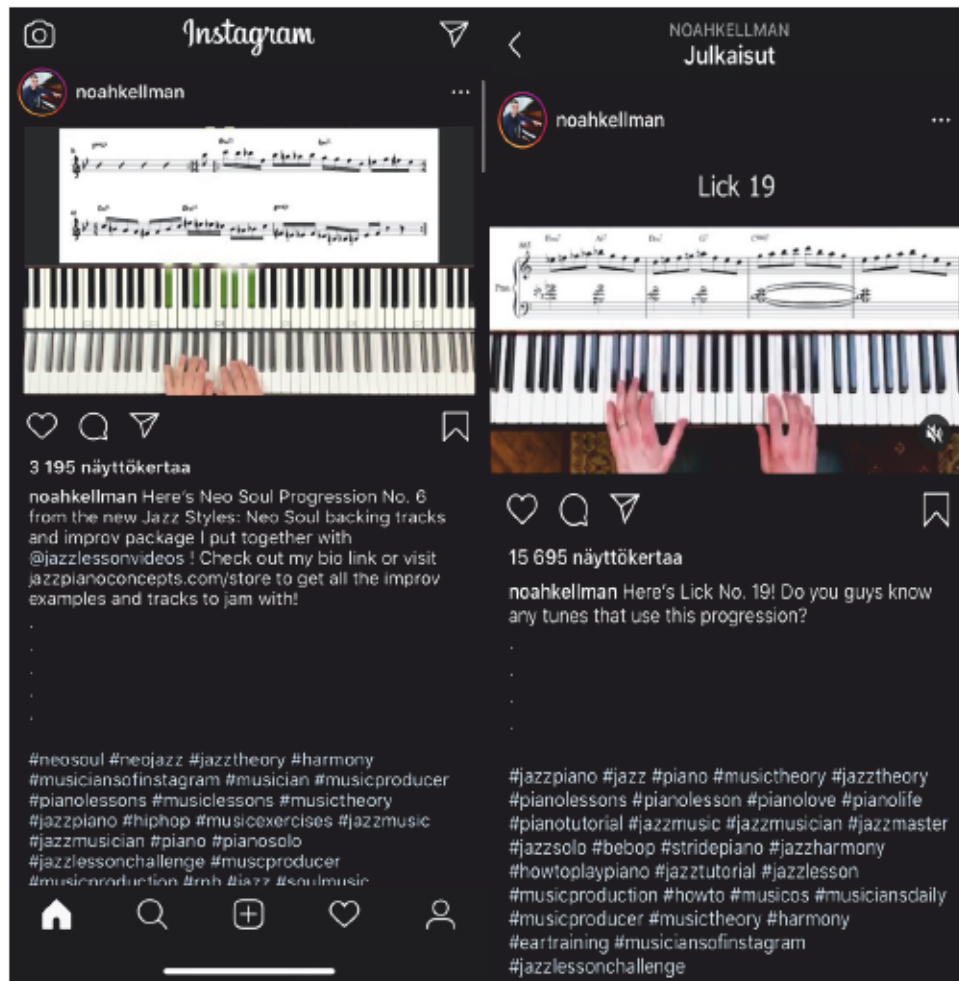 Instagram
noahkellman
3 195 näyttökertaa
noahkellman Here's Neo Soul Progression No. 6
from the new Jazz Styles: Neo Soul backing tracks
and improv package I put together with
@jazzlessonvideos ! Check out my bio link or visit
jazzpianoconcepts.com/store to get all the improv
examples and tracks to jam with!
.
.
.
.
.
#neosoul #neojazz #jazztheory #harmony
#musiciansofinstagram #musician #musicproducer
#pianolessons #musiclessons #musictheory
#jazzpiano #hiphop #musicexercises #jazzmusic
#jazzmusician #piano #pianosolo
#jazzlessonchallenge #muscproducer
#musicproduction #rnb #jazz #soulmusic
NOAHKELLMAN
Julkaisut
noahkellman
Lick 19
Pno.
15 695 näyttökertaa
noahkellman Here's Lick No. 19! Do you guys know
any tunes that use this progression?
.
.
.
.
#jazzpiano #jazz #piano #musictheory #jazztheory
#pianolessons #pianolesson #pianolove #pianolife
#pianotutorial #jazzmusic #jazzmusician #jazzmaster
#jazzsolo #bebop #stridepiano #jazzharmony
#howtoplaypiano #jazztutorial #jazzlesson
#musicproduction #howto #musicos #musiciansdaily
#musicproducer #musictheory #harmony
#eartraining #musiciansofinstagram
#jazzlessonchallenge